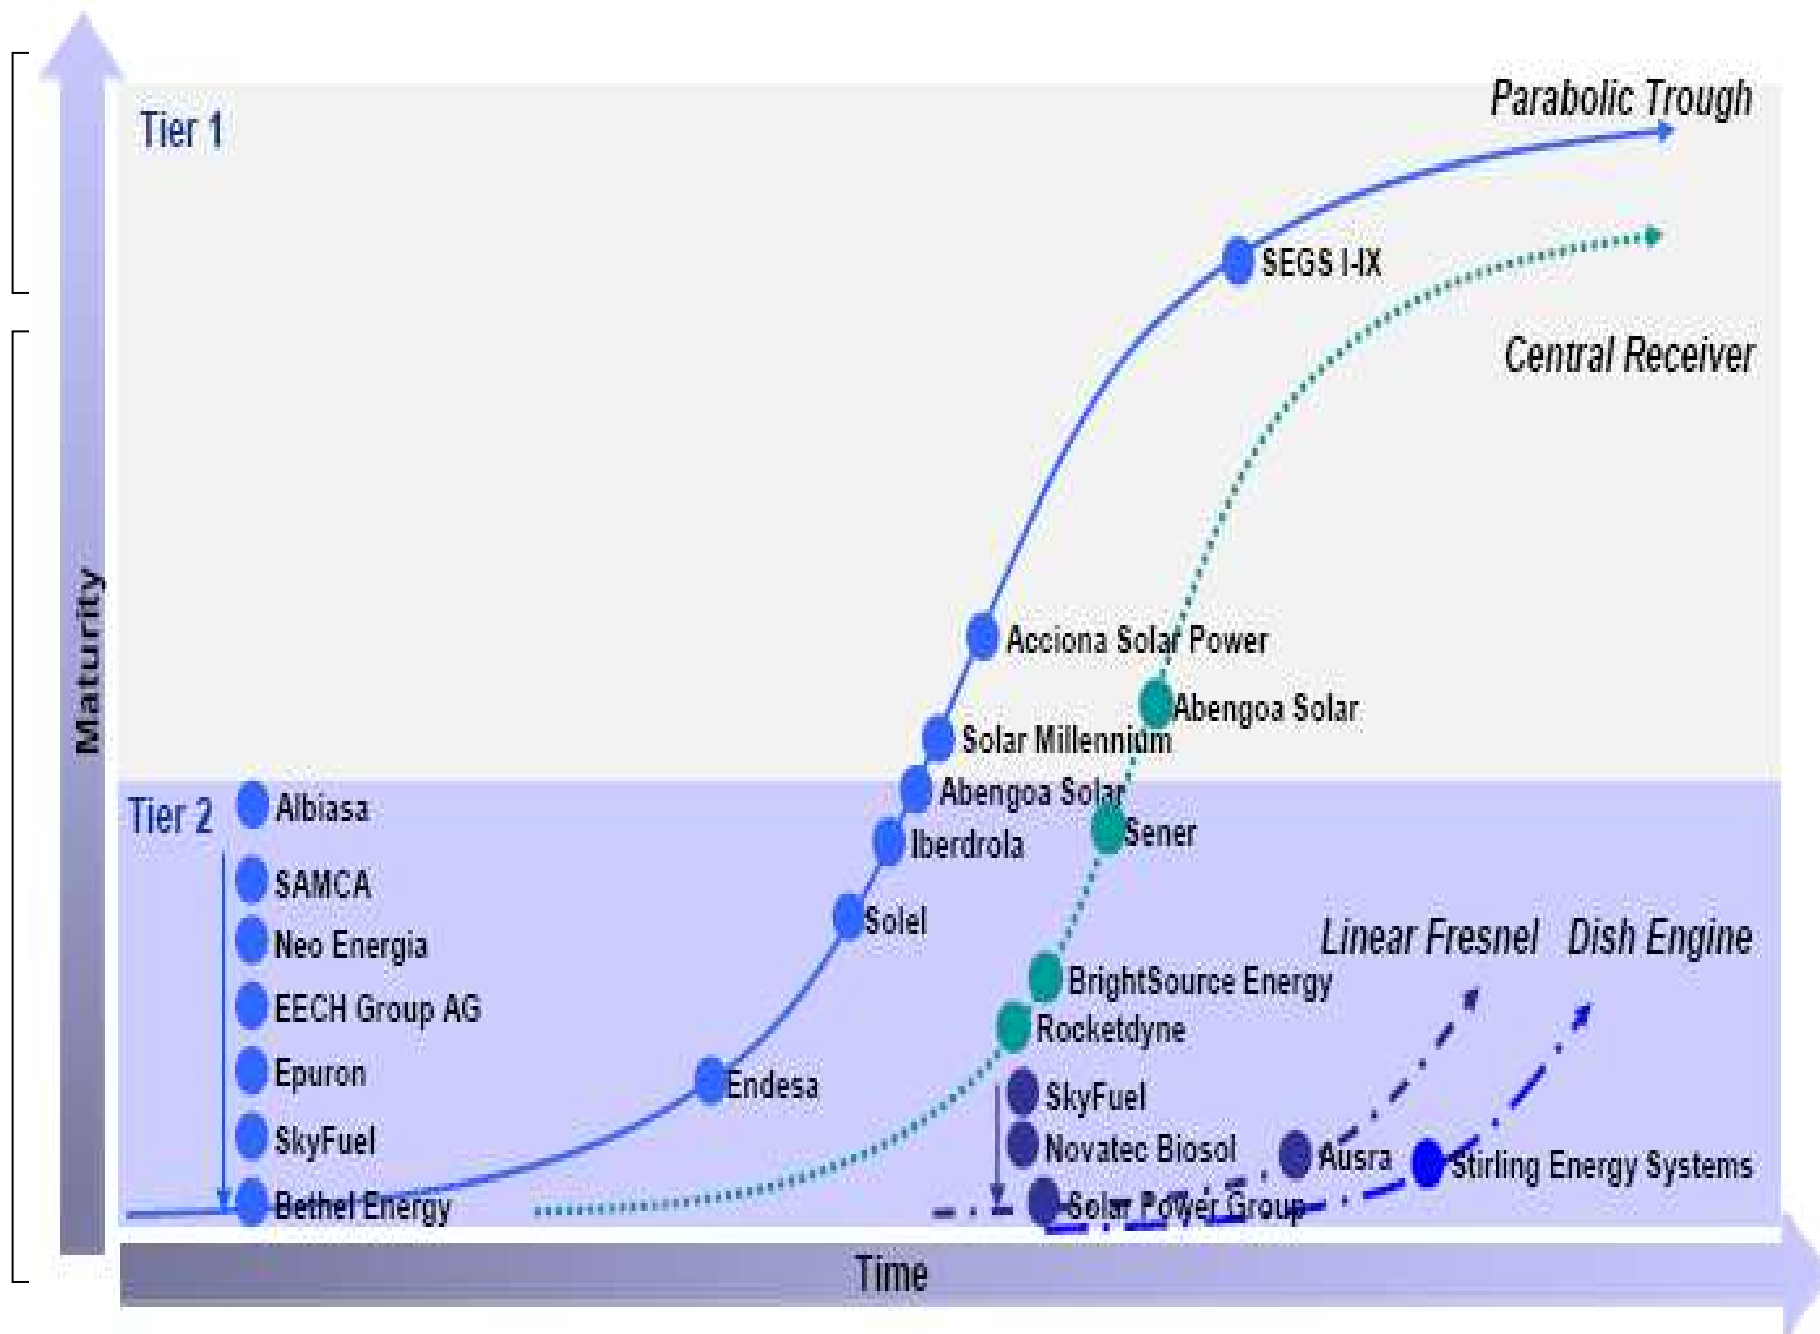 Parabolic Trough
Tier 1
SEGS I-IX
Central Receiver
Maturity
Acciona Solar Power
Abengoa Solar
Solar Millennium
Abengoa Solar
Tier 2
Albiasa
Iberdrola
Sener
SAMCA
Solel
Neo Energia
Linear Fresnel
Dish Engine
BrightSource Energy
EECH Group AG
Rocketdyne
Epuron
Endesa
SkyFuel
SkyFuel
Novatec Biosol
Ausra
Stirling Energy Systems
Bethel Energy
Solar Power Group
Time